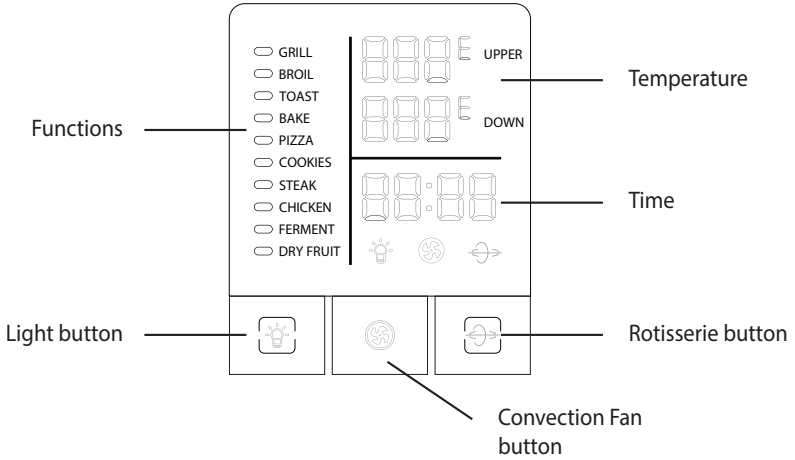 GRILL
BROIL
TOAST
BAKE
PIZZA
COOKIES
STEAK
CHICKEN
FERMENT
DRY FRUIT
UPPER
DOWN
Functions
Temperature
Time
Light button
Rotisserie button
Convection Fan
button